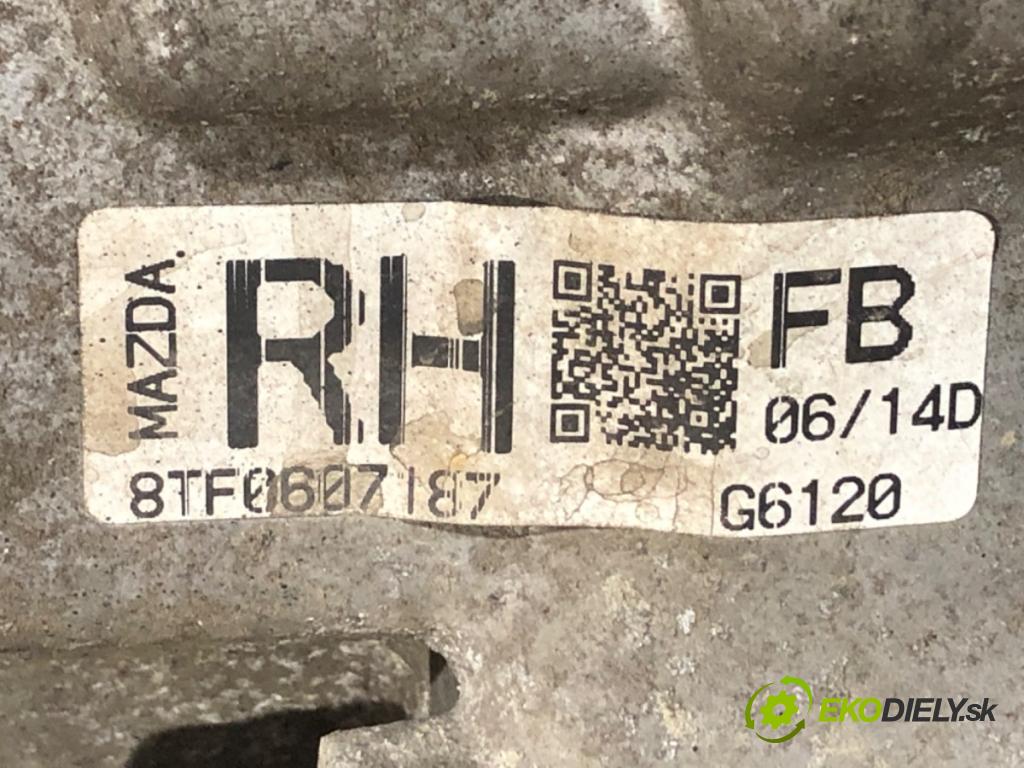 MAZDA.
RH
FB
06/14D
8TF0607187
G6120
EKODIELY.sk